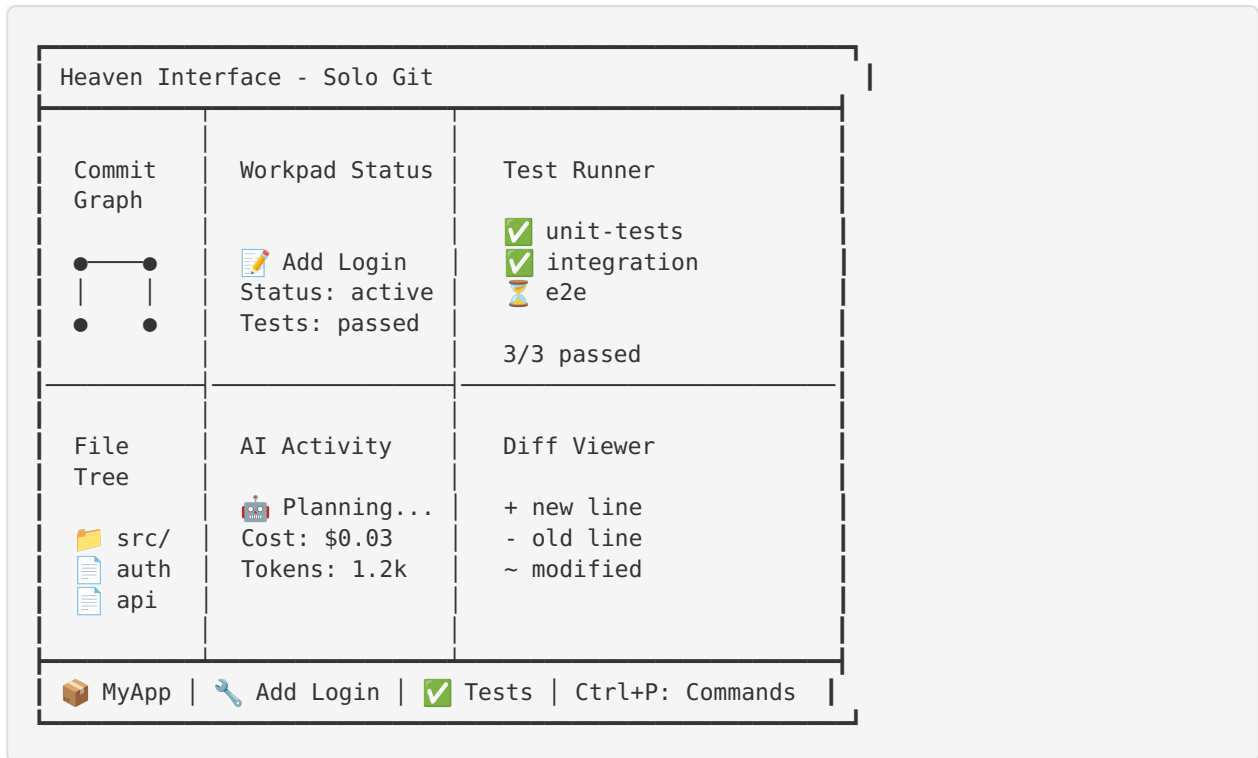 Heaven Interface - Solo Git
Commit
Graph
Workpad Status
📝 Add Login
Status: active
Tests: passed
Test Runner
✅ unit-tests
✅ integration
⏳ e2e
3/3 passed
File
Tree
📁 src/
📄 auth
📄 api
AI Activity
🤖 Planning...
Cost: $0.03
Tokens: 1.2k
Diff Viewer
+ new line
- old line
~ modified
📦 MyApp │ 🔧 Add Login │ ✅ Tests │ Ctrl+P: Commands